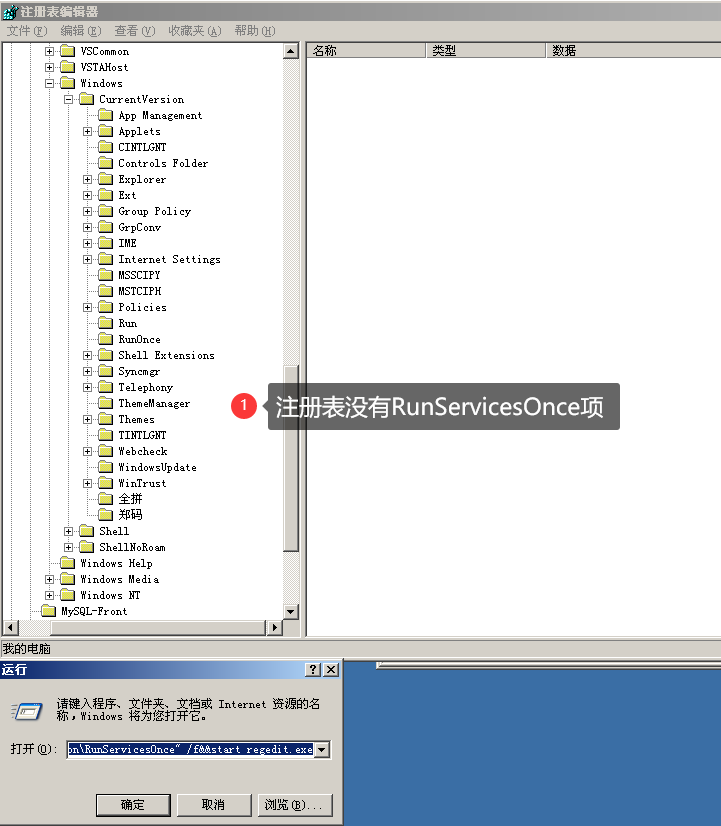 注册表编辑器
文件(F) 编辑(E) 查看(V) 收藏夹(A) 帮助(H)
名称 类型 数据
VSCommon
VSTAHost
Windows
CurrentVersion
App Management
Applets
CINTLGNT
Controls Folder
Explorer
Ext
Group Policy
GrpConv
IME
Internet Settings
MSSCIPY
MSTCIPH
Policies
Run
RunOnce
Shell Extensions
Syncmgr
Telephony
ThemeManager
1 注册表没有RunServicesOnce项
Themes
TINTLGNT
Webcheck
WindowsUpdate
WinTrust
全拼
郑码
Shell
ShellNoRoam
Windows Help
Windows Media
Windows NT
MySQL-Front
我的电脑
运行
请键入程序、文件夹、文档或 Internet 资源的名
称,Windows 将为您打开它。
打开(O): on\RunServicesOnce" /f&&start regedit.exe
确定 取消 浏览(B)...